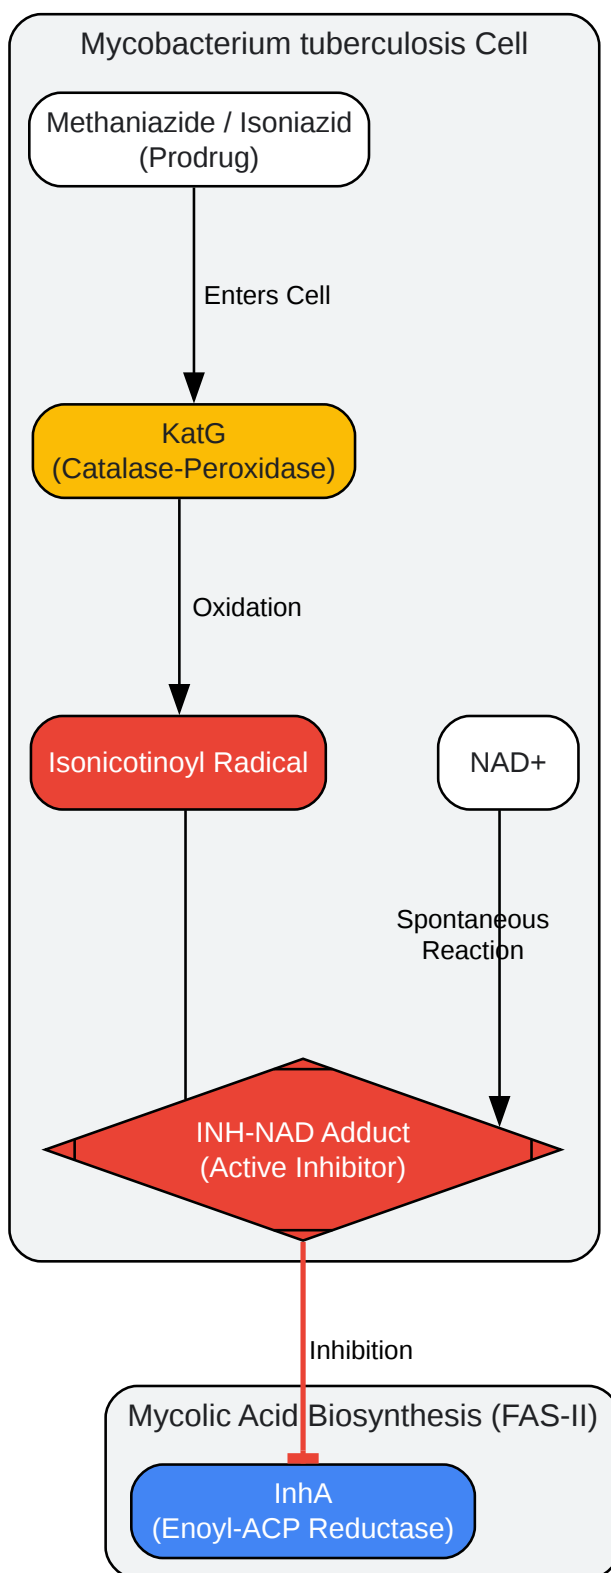 Mycobacterium tuberculosis Cell
Methaniazide / Isoniazid
(Prodrug)
Enters Cell
KatG
(Catalase-Peroxidase)
Oxidation
Isonicotinoyl Radical
NAD+
Spontaneous
Reaction
INH-NAD Adduct
(Active Inhibitor)
Inhibition
Mycolic Acid Biosynthesis (FAS-II)
InhA
(Enoyl-ACP Reductase)